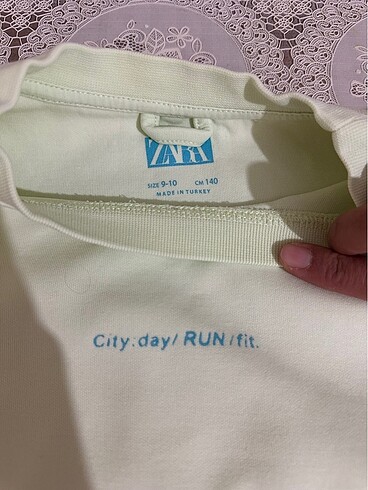 ZARA
SIZE 9-10 CM 140
MADE IN TURKEY
City:day/ RUN/fit.